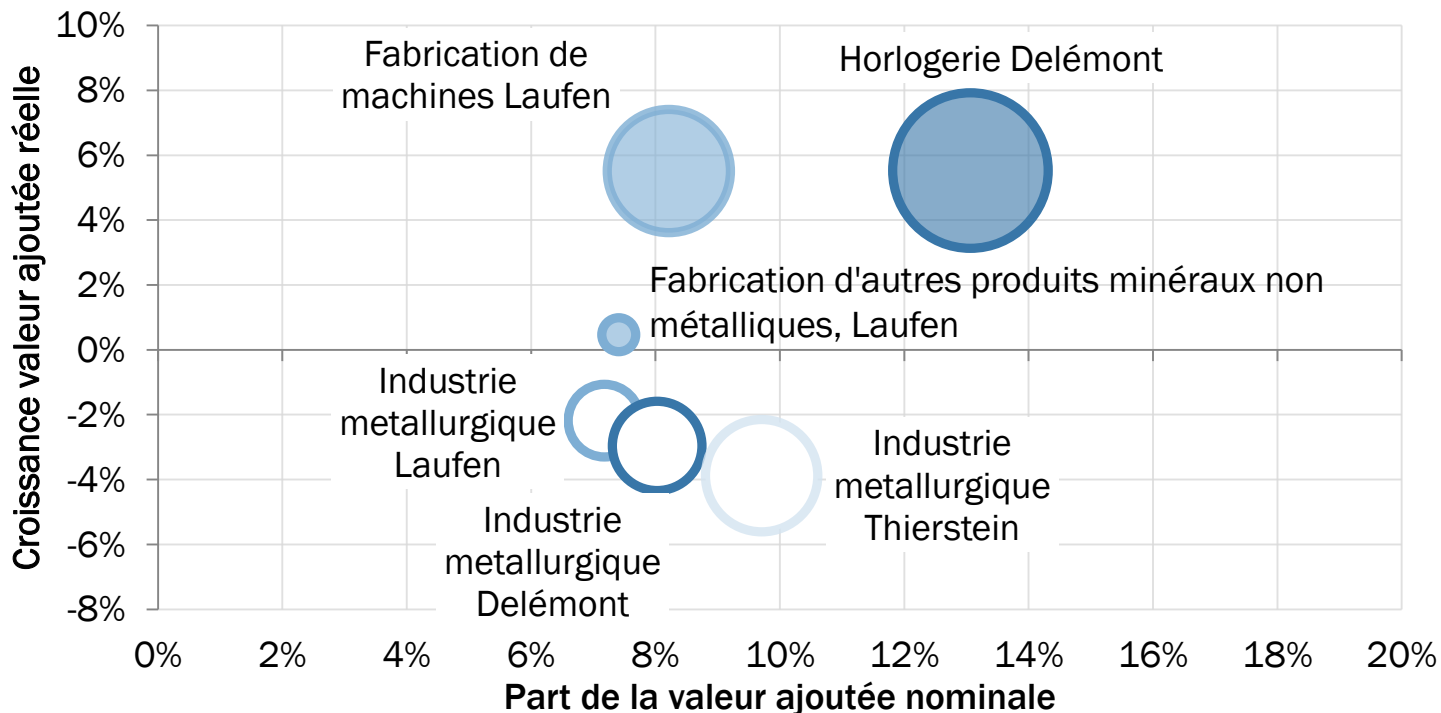 10%
8%
6%
4%
2%
0%
-2%
-4%
-6%
-8%
Croissance valeur ajoutée réelle
Fabrication de
machines Laufen
Horlogerie Delémont
Fabrication d'autres produits minéraux non
métalliques, Laufen
Industrie
metallurgique
Laufen
Industrie
metallurgique
Thierstein
Industrie
metallurgique
Delémont
0% 2% 4% 6% 8% 10% 12% 14% 16% 18% 20%
Part de la valeur ajoutée nominale